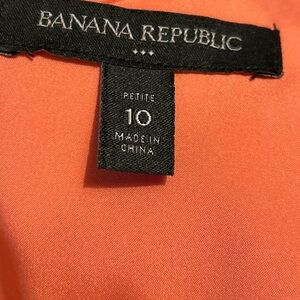 BANANA REPUBLIC
PETITE
10
MADE IN
CHINA